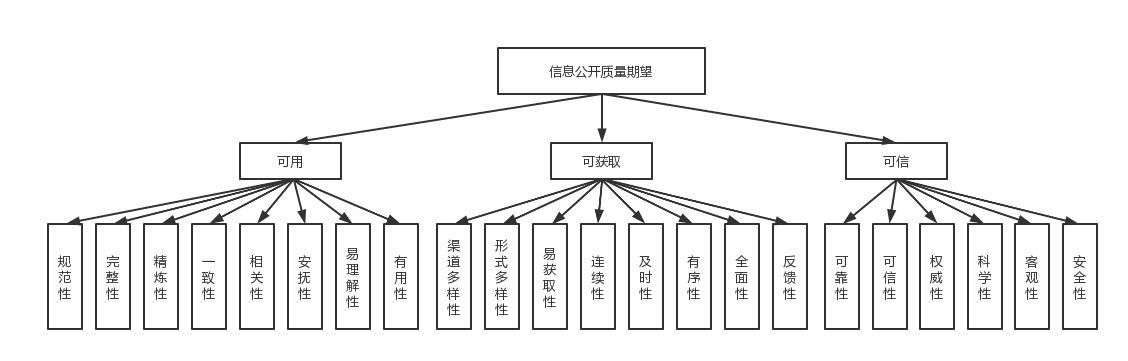 信息公开质量期望
可用
可获取
可信
规范性
完整性
精炼性
一致性
相关性
安抚性
易理解性
有用性
渠道多样性
形式多样性
易获取性
连续性
及时性
有序性
全面性
反馈性
可靠性
可信性
权威性
科学性
客观性
安全性